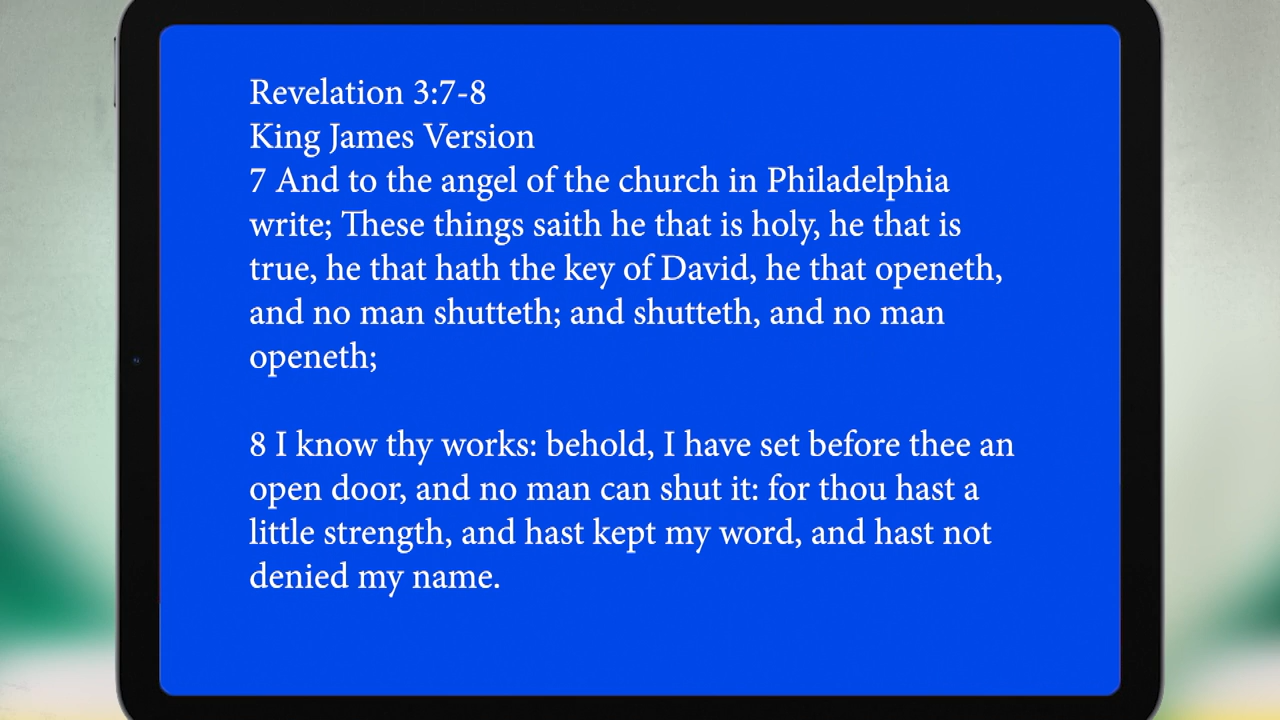 Revelation 3:7-8
King James Version
7 And to the angel of the church in Philadelphia
write; These things saith he that is holy, he that is
true, he that hath the key of David, he that openeth,
and no man shutteth; and shutteth, and no man
openeth;
8 I know thy works: behold, I have set before thee an
open door, and no man can shut it: for thou hast a
little strength, and hast kept my word, and hast not
denied my name.